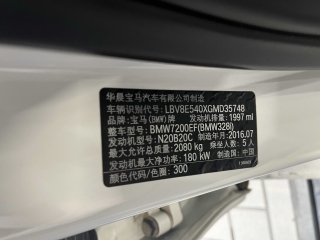 华晨宝马汽车有限公司制造
车辆识别代号: LBV8E540XGMD35748
品牌: 宝马(BMW)牌 发动机排量: 1997 ml
整车型号: BMW7200EF(BMW328i)
发动机型号: N20B20C 制造年月: 2016.07
最大允许总质量: 2080 kg 乘坐人数: 5 人
发动机最大净功率: 180 kW 制造国: 中国
颜色代码/色圈: 300